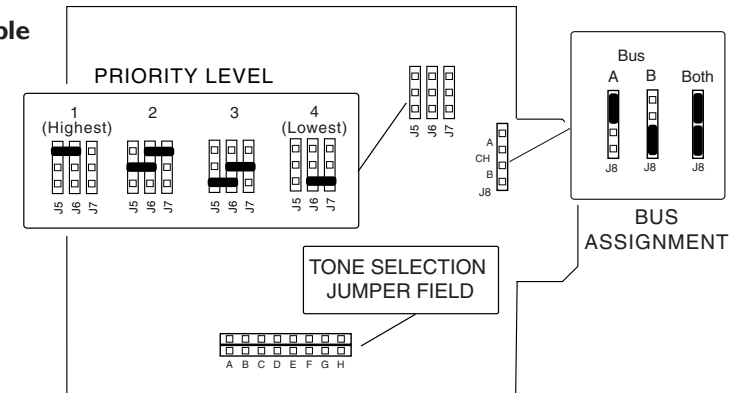 PRIORITY LEVEL
1 2 3 4
(Highest) (Lowest)
J5 J6 J7 J5 J6 J7 J5 J6 J7 J5 J6 J7
J5 J6 J7
A
CH
B
J8
Bus
A B Both
J8 J8 J8
BUS
ASSIGNMENT
TONE SELECTION
JUMPER FIELD
A B C D E F G H